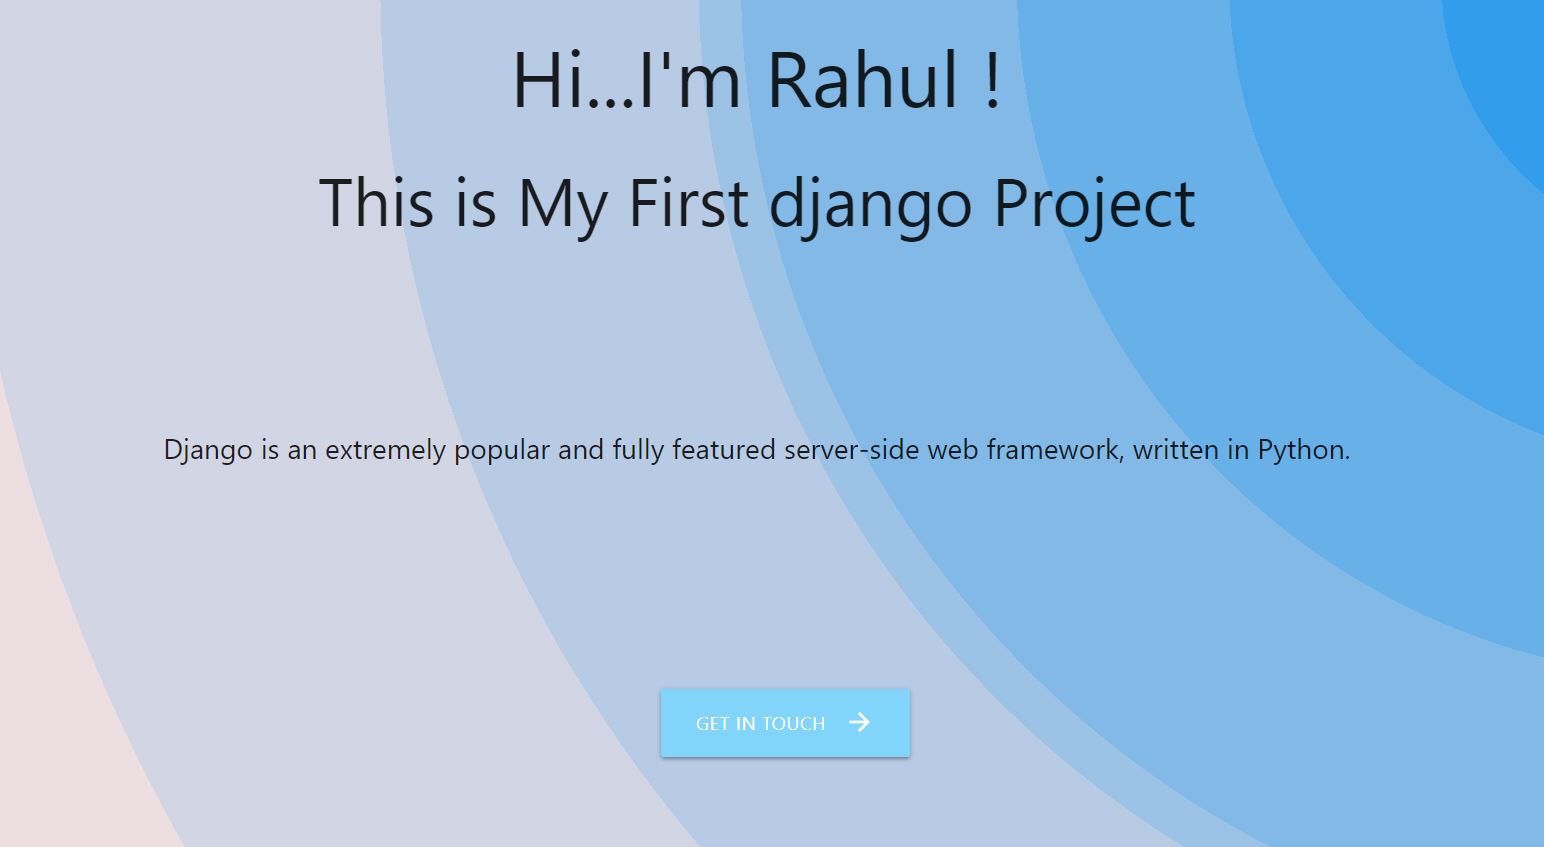 Hi...I'm Rahul !
This is My First django Project
Django is an extremely popular and fully featured server-side web framework, written in Python.
GET IN TOUCH →